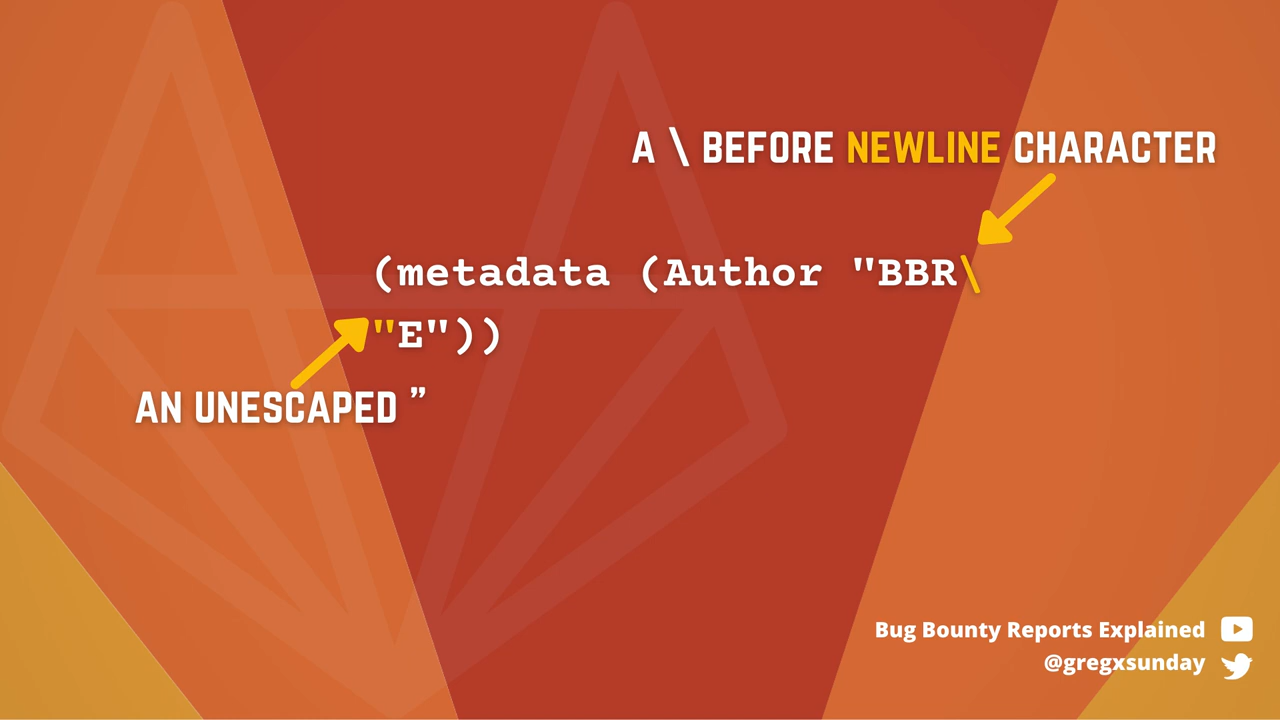 A \ BEFORE NEWLINE CHARACTER
(metadata (Author "BBR\
"E"))
AN UNESCAPED ”
Bug Bounty Reports Explained
@gregxsunday